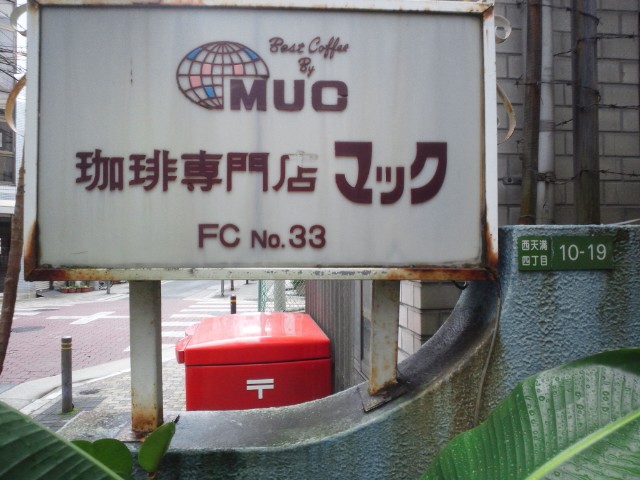 Best Coffee
By
MUC
珈琲専門店 マック
FC No.33
西天満
四丁目
10-19
〒